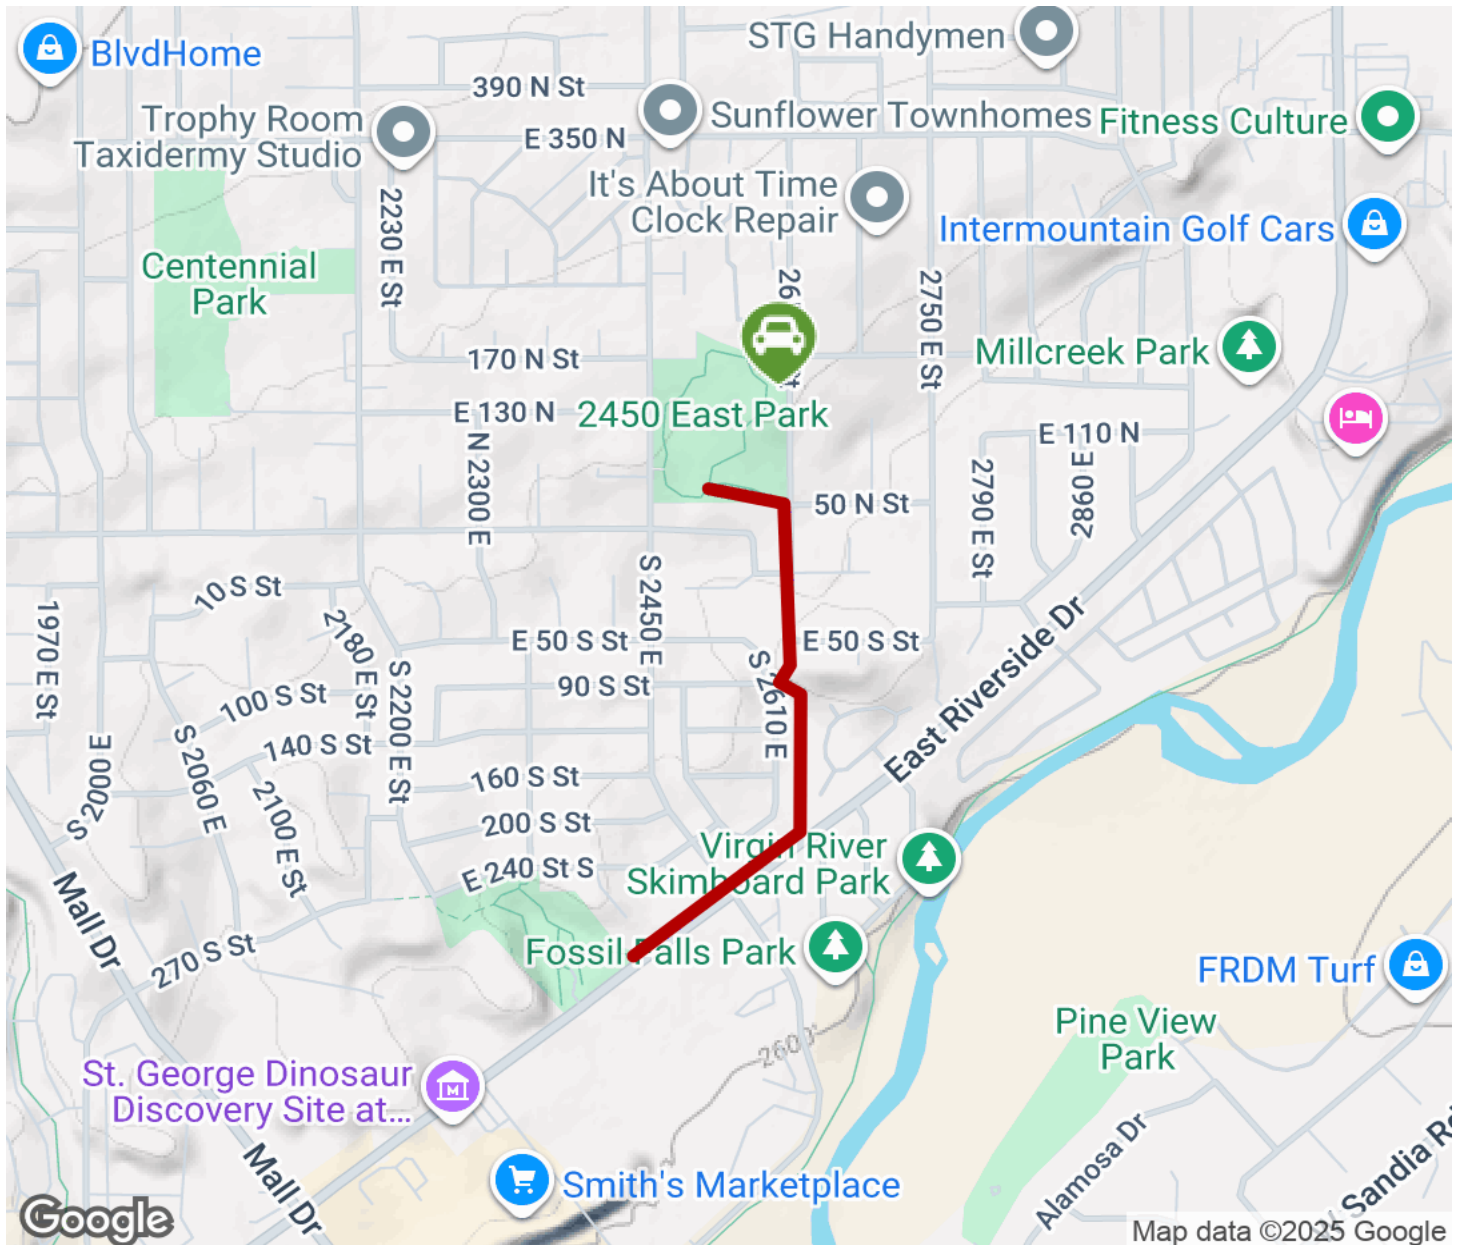 STG Handymen
BlvdHome
390 N St
Trophy Room
Taxidermy Studio
E 350 N
Sunflower Townhomes
Fitness Culture
It's About Time
Clock Repair
Intermountain Golf Cars
2230 E St
Centennial
Park
2750 E St
170 N St
Millcreek Park
E 130 N
2450 East Park
E 110 N
N 2300 E
2790 E St
2860 E
50 N St
10 S St
S 2450 E
1970 E St
2180 E St
E 50 S St
E 50 S St
S 2610 E
90 S St
S 2200 E St
100 S St
East Riverside Dr
140 S St
S 2060 E
S 2000 E
160 S St
2100 E St
200 S St
Virgin River
Skimboard Park
E 240 St S
Mall Dr
270 S St
Fossil Falls Park
FRDM Turf
Pine View
Park
2600'
St. George Dinosaur
Discovery Site at...
M
Alamosa Dr
Mall Dr
Smith's Marketplace
Google
Map data ©2025 Google